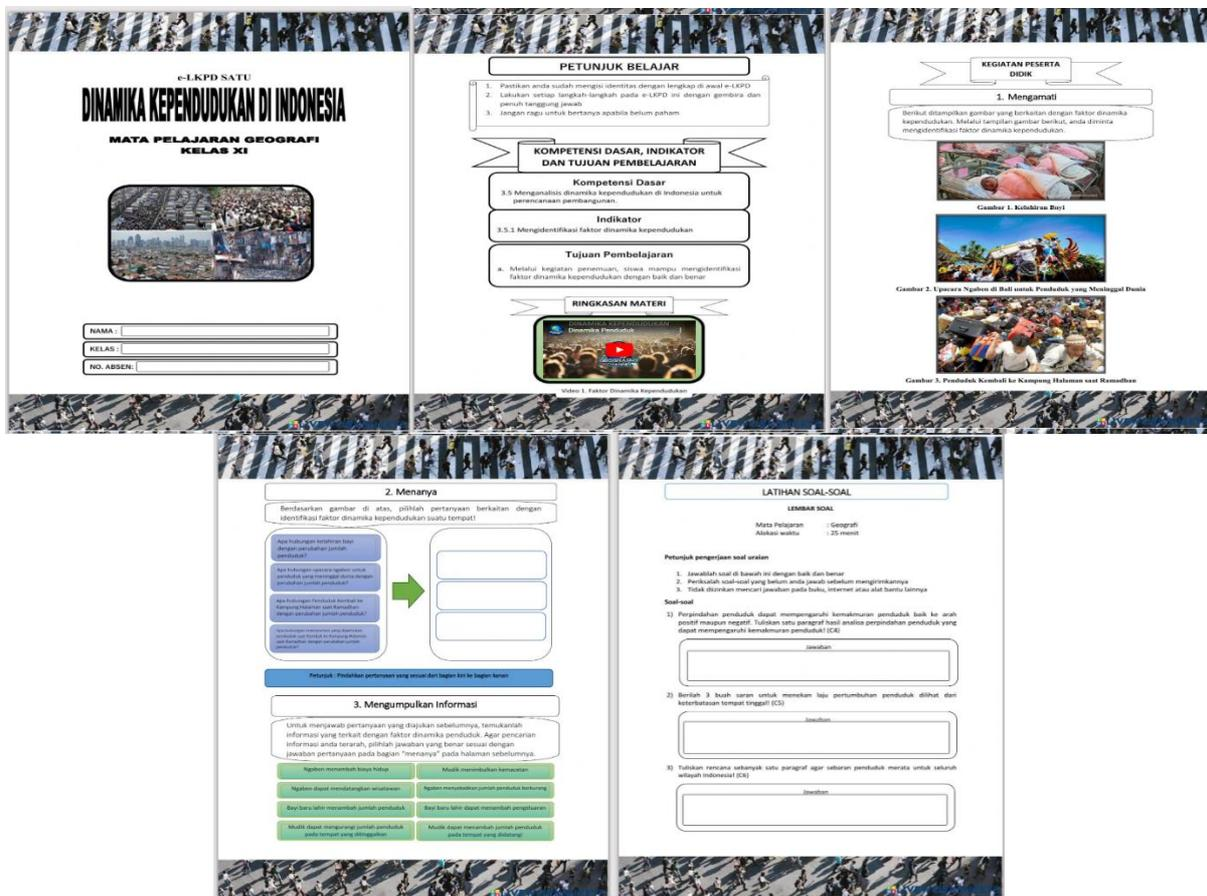 e-LKPD SATU
DINAMIKA KEPENDUDUKAN DI INDONESIA
MATA PELAJARAN GEOGRAFI
KELAS XI
NAMA :
KELAS :
NO. ABSEN:
PETUNJUK BELAJAR
1. Pastikan anda sudah mengisi identitas dengan lengkap di awal e-LKPD
2. Lakukan setiap langkah-langkah pada e-LKPD ini dengan gembira dan
penuh tanggung jawab
3. Jangan ragu untuk bertanya apabila belum paham
KOMPETENSI DASAR, INDIKATOR
DAN TUJUAN PEMBELAJARAN
Kompetensi Dasar
3.5 Menganalisis dinamika kependudukan di Indonesia untuk
perencanaan pembangunan.
Indikator
3.5.1 Mengidentifikasi faktor dinamika kependudukan
Tujuan Pembelajaran
a. Melalui kegiatan penemuan, siswa mampu mengidentifikasi
faktor dinamika kependudukan dengan baik dan benar
RINGKASAN MATERI
DINAMIKA KEPENDUDUKAN
Dinamika Penduduk
Video 1. Faktor Dinamika Kependudukan
KEGIATAN PESERTA
DIDIK
1. Mengamati
Berikut ditampilkan gambar yang berkaitan dengan faktor dinamika
kependudukan. Melalui tampilan gambar berikut, anda diminta
mengidentifikasi faktor dinamika kependudukan.
Gambar 1. Kelahiran Bayi
Gambar 2. Upacara Ngaben di Bali untuk Penduduk yang Meninggal Dunia
Gambar 3. Penduduk Kembali ke Kampung Halaman saat Ramadhan
2. Menanya
Berdasarkan gambar di atas, pilihlah pertanyaan berkaitan dengan
identifikasi faktor dinamika kependudukan suatu tempat!
Apa hubungan kelahiran bayi
dengan perubahan jumlah
penduduk?
Apa hubungan upacara ngaben untuk
penduduk yang meninggal dunia dengan
perubahan jumlah penduduk?
Apa hubungan Penduduk Kembali ke
Kampung Halaman saat Ramadhan
dengan perubahan jumlah penduduk?
penduduk saat Kembali ke Kampung Halaman
saat Ramadhan dengan perubahan jumlah
penduduk?
Petunjuk : Pindahkan pertanyaan yang sesuai dari bagian kiri ke bagian kanan
3. Mengumpulkan Informasi
Untuk menjawab pertanyaan yang diajukan sebelumnya, temukanlah
informasi yang terkait dengan faktor dinamika penduduk. Agar pencarian
informasi anda terarah, pilihlah jawaban yang benar sesuai dengan
jawaban pertanyaan pada bagian "menanya" pada halaman sebelumnya.
Ngaben menambah biaya hidup
Mudik menimbulkan kemacetan
Ngaben dapat mendatangkan wisatawan
Ngaben menyebabkan jumlah penduduk berkurang
Bayi baru lahir menambah jumlah penduduk
Bayi baru lahir dapat menambah pengeluaran
Mudik dapat mengurangi jumlah penduduk
pada tempat yang ditinggalkan
Mudik dapat menambah jumlah penduduk
pada tempat yang didatangi
LATIHAN SOAL-SOAL
LEMBAR SOAL
Mata Pelajaran : Geografi
Alokasi waktu : 25 menit
Petunjuk pengerjaan soal uraian
1. Jawablah soal di bawah ini dengan baik dan benar
2. Periksalah soal-soal yang belum anda jawab sebelum mengirimkannya
3. Tidak diizinkan mencari jawaban pada buku, internet atau alat bantu lainnya
Soal-soal
1) Perpindahan penduduk dapat mempengaruhi kemakmuran penduduk baik ke arah
positif maupun negatif. Tuliskan satu paragraf hasil analisa perpindahan penduduk yang
dapat mempengaruhi kemakmuran penduduk! (C4)
Jawaban
2) Berilah 3 buah saran untuk menekan laju pertumbuhan penduduk dilihat dari
keterbatasan tempat tinggal! (C5)
Jawaban
3) Tuliskan rencana sebanyak satu paragraf agar sebaran penduduk merata untuk seluruh
wilayah Indonesia! (C6)
Jawaban